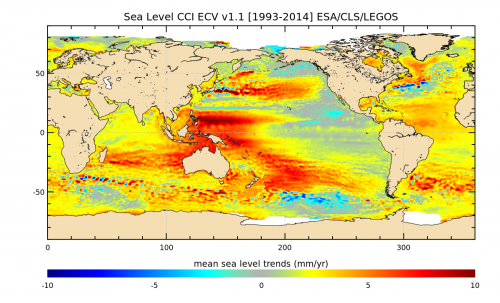 Sea Level CCI ECV v1.1 [1993-2014] ESA/CLS/LEGOS
50
0
-50
0 100 200 300
mean sea level trends (mm/yr)
-10 -5 0 5 10